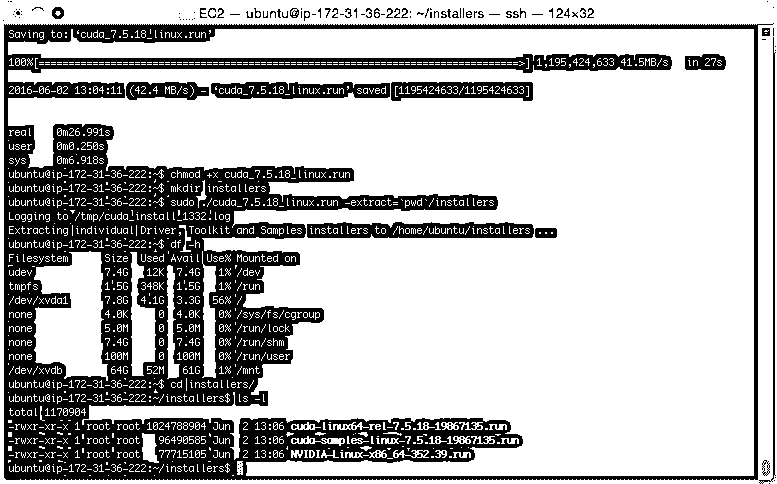 EC2 — ubuntu@ip-172-31-36-222: ~/installers — ssh — 124×32
Saving to: ‘cuda_7.5.18_linux.run’
100%[======================================================================================>] 1,195,424,633 41.5MB/s   in 27s
2016-06-02 13:04:11 (42.4 MB/s) - ‘cuda_7.5.18_linux.run’ saved [1195424633/1195424633]
real    0m26.991s
user    0m0.250s
sys     0m6.918s
ubuntu@ip-172-31-36-222:~$ chmod +x cuda_7.5.18_linux.run
ubuntu@ip-172-31-36-222:~$ mkdir installers
ubuntu@ip-172-31-36-222:~$ sudo ./cuda_7.5.18_linux.run -extract=`pwd`/installers
Logging to /tmp/cuda_install_1332.log
Extracting individual Driver, Toolkit and Samples installers to /home/ubuntu/installers ...
ubuntu@ip-172-31-36-222:~$ df -h
Filesystem      Size  Used Avail Use% Mounted on
udev            7.4G   12K  7.4G   1% /dev
tmpfs           1.5G  348K  1.5G   1% /run
/dev/xvda1      7.8G  4.1G  3.3G  56% /
none            4.0K     0  4.0K   0% /sys/fs/cgroup
none            5.0M     0  5.0M   0% /run/lock
none            7.4G     0  7.4G   0% /run/shm
none            100M     0  100M   0% /run/user
/dev/xvdb        64G   52M   61G   1% /mnt
ubuntu@ip-172-31-36-222:~$ cd installers/
ubuntu@ip-172-31-36-222:~/installers$ ls -l
total 1170904
-rwxr-xr-x 1 root root 1024788904 Jun  2 13:06 cuda-linux64-rel-7.5.18-19867135.run
-rwxr-xr-x 1 root root   96490585 Jun  2 13:06 cuda-samples-linux-7.5.18-19867135.run
-rwxr-xr-x 1 root root   77715105 Jun  2 13:06 NVIDIA-Linux-x86_64-352.39.run
ubuntu@ip-172-31-36-222:~/installers$